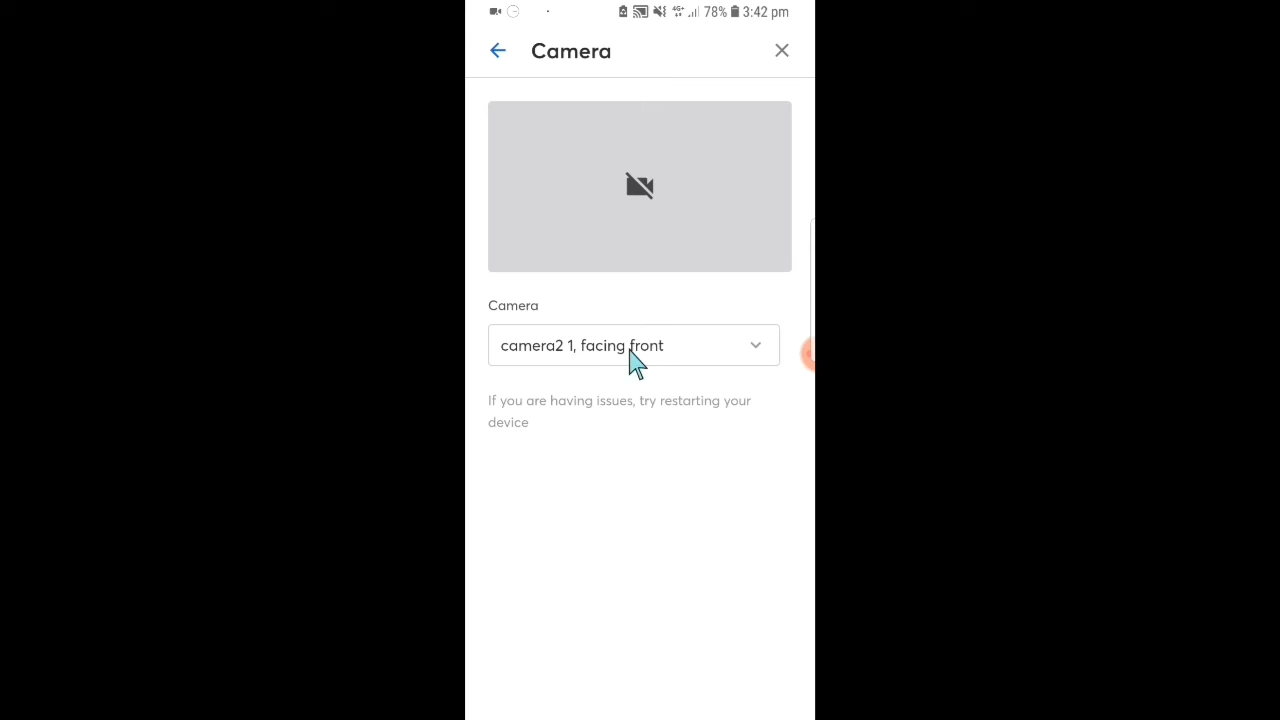 4G+ 78% 3:42 pm
Camera
Camera
camera2 1, facing front
If you are having issues, try restarting your
device